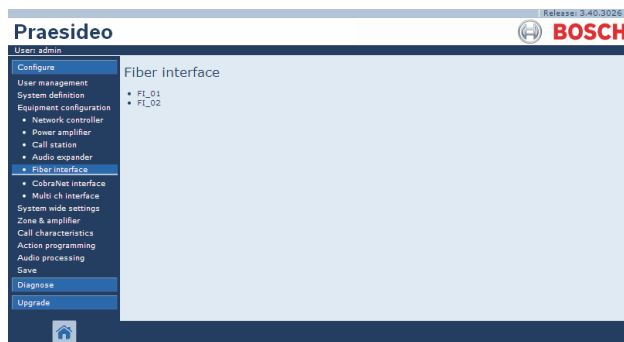 Release: 3.40.3026
Praesideo
BOSCH
User: admin
Configure
User management
System definition
Equipment configuration
• Network controller
• Power amplifier
• Call station
• Audio expander
• Fiber interface
• CobraNet interface
• Multi ch interface
System wide settings
Zone & amplifier
Call characteristics
Action programming
Audio processing
Save
Diagnose
Upgrade
Fiber interface
• FI_01
• FI_02